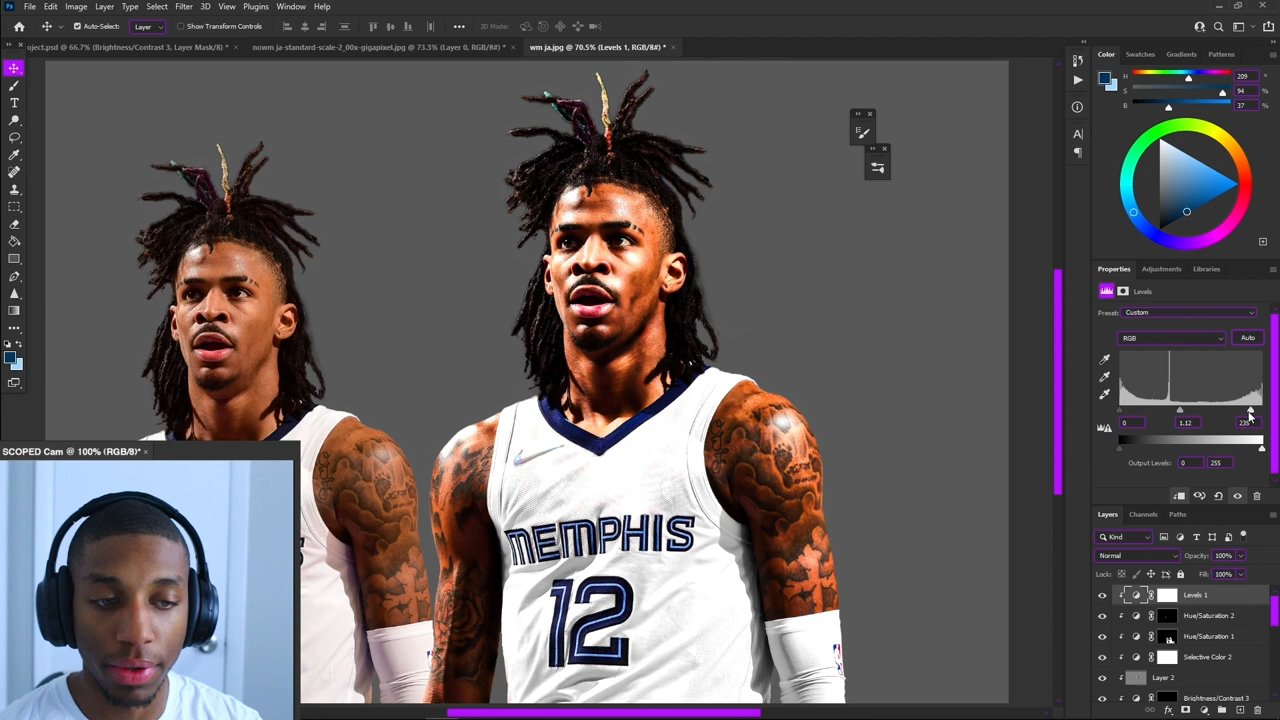 Ps File Edit Image Layer Type Select Filter 3D View Plugins Window Help
Auto-Select: Layer Show Transform Controls 3D Mode:
oject.psd @ 66.7% (Brightness/Contrast 3, Layer Mask/8) * × nowm ja-standard-scale-2_00x-gigapixel.jpg @ 73.3% (Layer 0, RGB/8#) * × wm ja.jpg @ 70.5% (Levels 1, RGB/8#) * ×
Color Swatches Gradients Patterns
H 209 °
S 94 %
B 37 %
Properties Adjustments Libraries
Levels
Preset: Custom
RGB Auto
0 1.12
Output Levels: 0 255
Layers Channels Paths
Kind
Normal Opacity: 100%
Lock: Fill: 100%
Levels 1
Hue/Saturation 2
Hue/Saturation 1
Selective Color 2
Layer 2
Brightness/Contrast 3
SCOPED Cam @ 100% (RGB/8)* ×
MEMPHIS
12